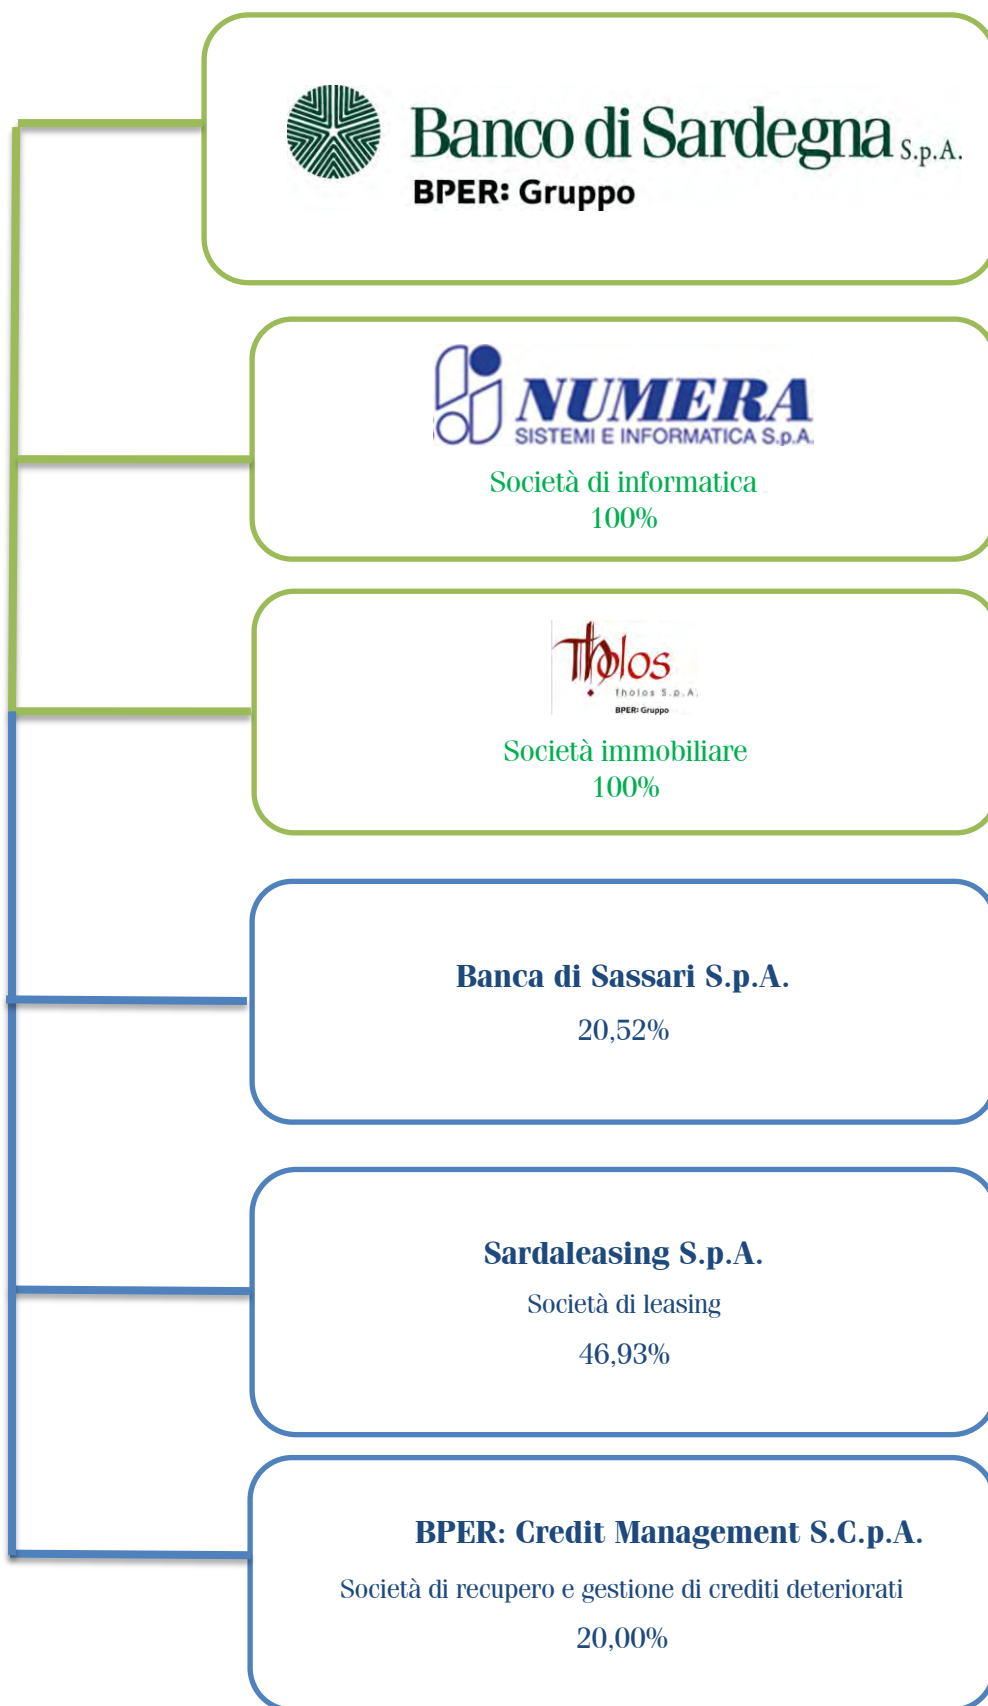 Banco di Sardegna S.p.A.
BPER: Gruppo
NUMERA
SISTEMI E INFORMATICA S.p.A.
Società di informatica
100%
Tholos
Tholos S.p.A.
BPER: Gruppo
Società immobiliare
100%
Banca di Sassari S.p.A.
20,52%
Sardaleasing S.p.A.
Società di leasing
46,93%
BPER: Credit Management S.C.p.A.
Società di recupero e gestione di crediti deteriorati
20,00%